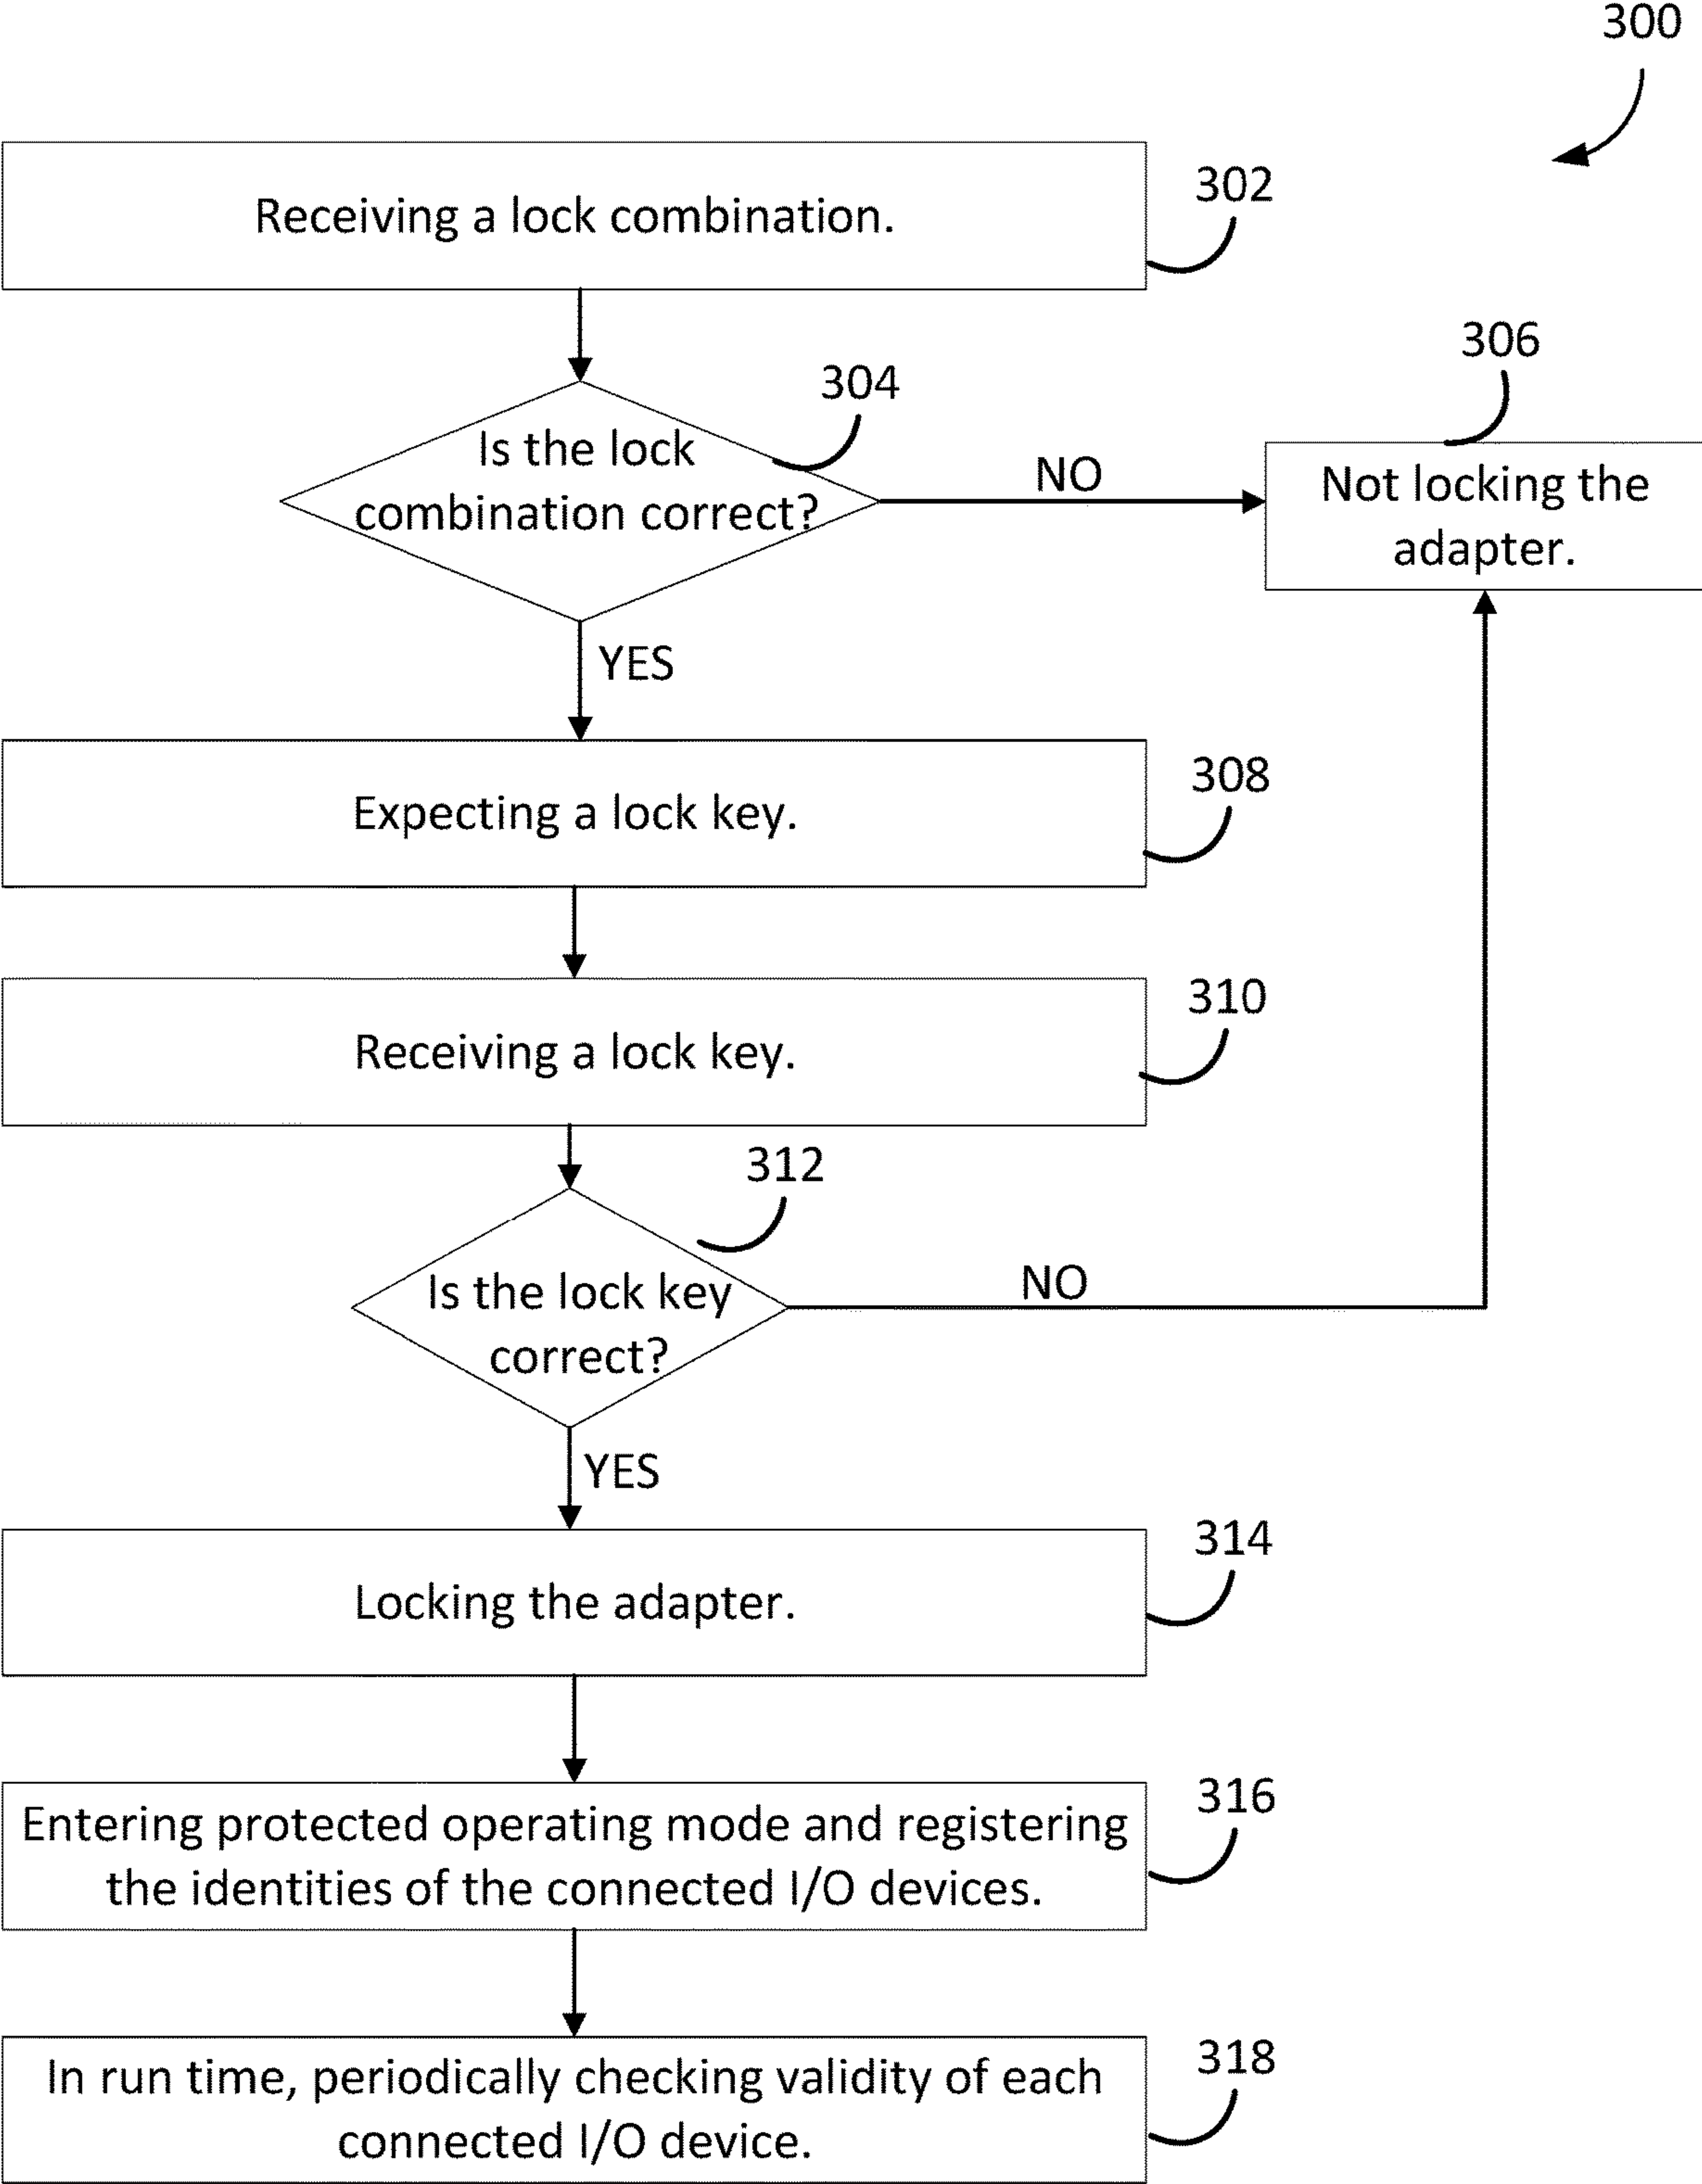 300
Receiving a lock combination.
302
304
Is the lock
combination correct?
NO
306
Not locking the
adapter.
YES
308
Expecting a lock key.
310
Receiving a lock key.
312
Is the lock key
correct?
NO
YES
314
Locking the adapter.
316
Entering protected operating mode and registering
the identities of the connected I/O devices.
318
In run time, periodically checking validity of each
connected I/O device.